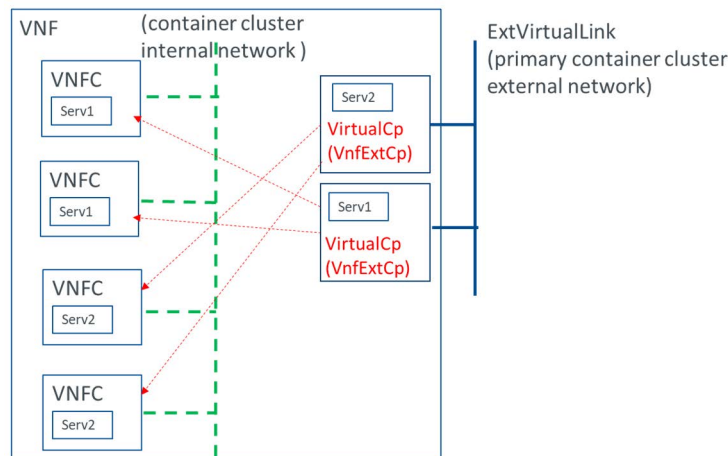 VNF
(container cluster
internal network )
ExtVirtualLink
(primary container cluster
external network)
VNFC
Serv1
VNFC
Serv1
VNFC
Serv2
VNFC
Serv2
Serv2
VirtualCp
(VnfExtCp)
Serv1
VirtualCp
(VnfExtCp)